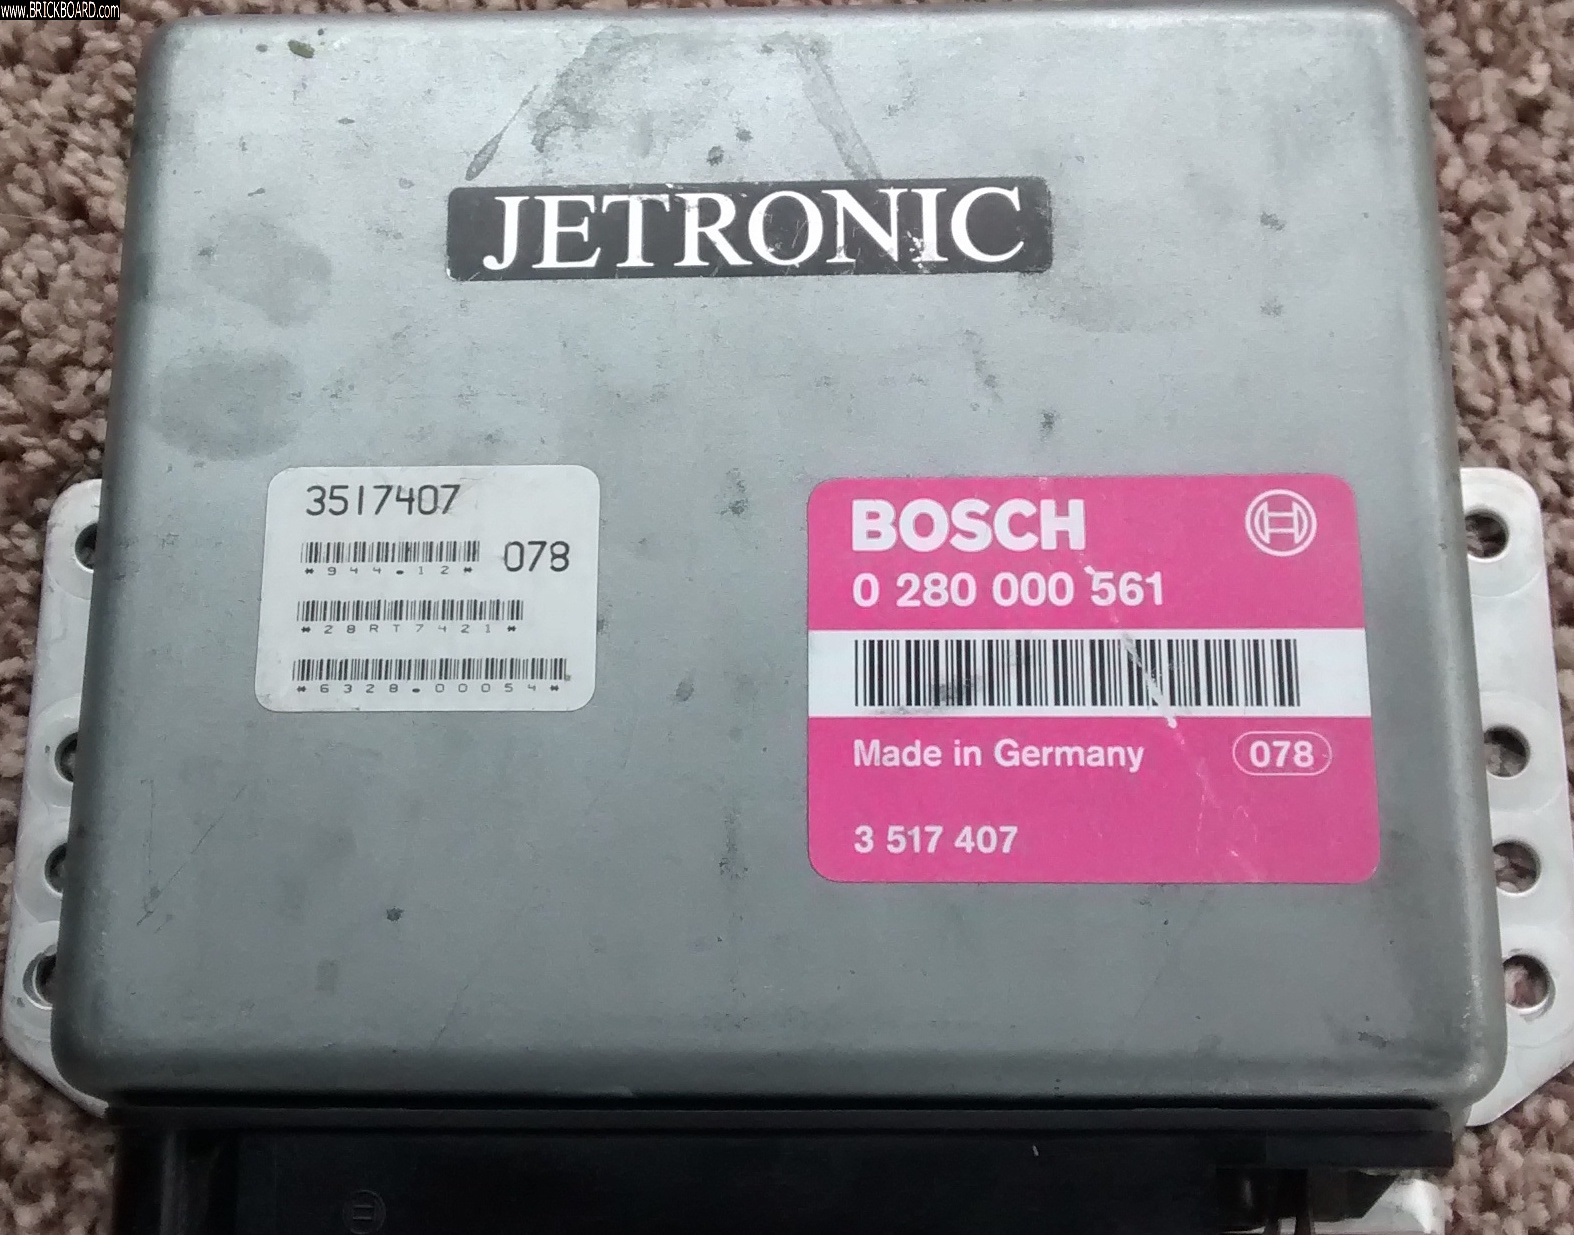 www.BRICKBOARD.com
JETRONIC
3517407
*944.12*
078
*28RT7421*
*6328.00054*
BOSCH
0 280 000 561
Made in Germany
078
3 517 407